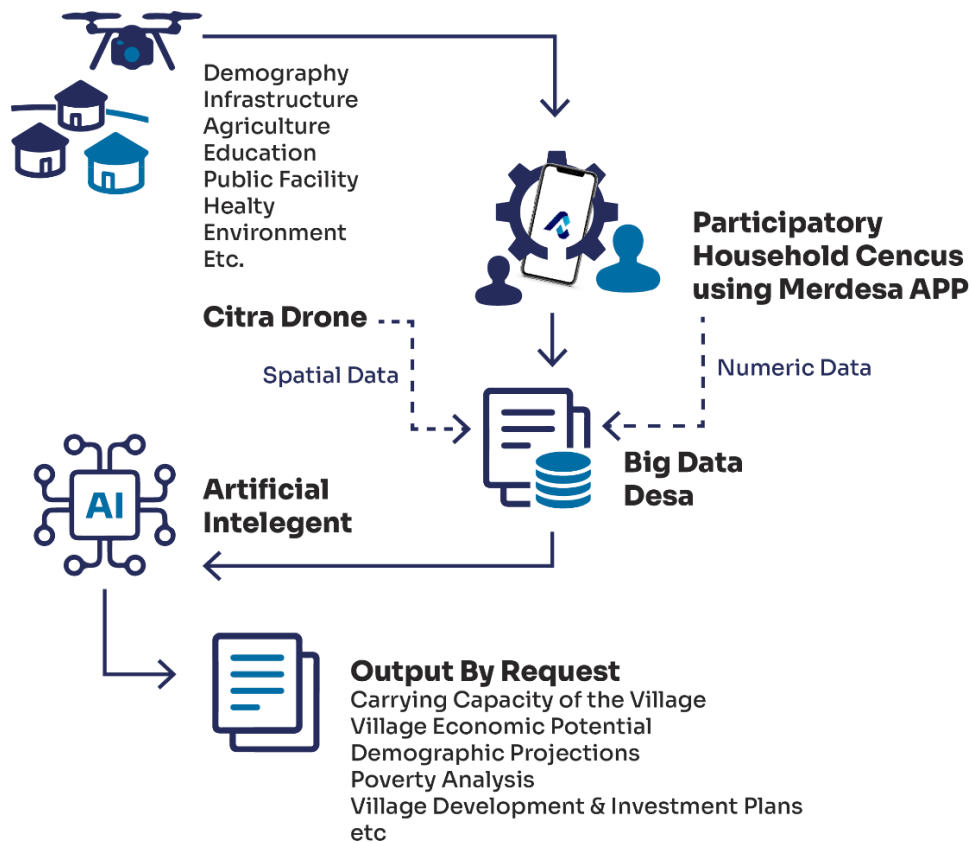 Demography
Infrastructure
Agriculture
Education
Public Facility
Healty
Environment
Etc.
Citra Drone
Spatial Data
Participatory
Household Cencus
using Merdesa APP
Numeric Data
Big Data
Desa
AI
Artificial
Intelegent
Output By Request
Carrying Capacity of the Village
Village Economic Potential
Demographic Projections
Poverty Analysis
Village Development & Investment Plans
etc